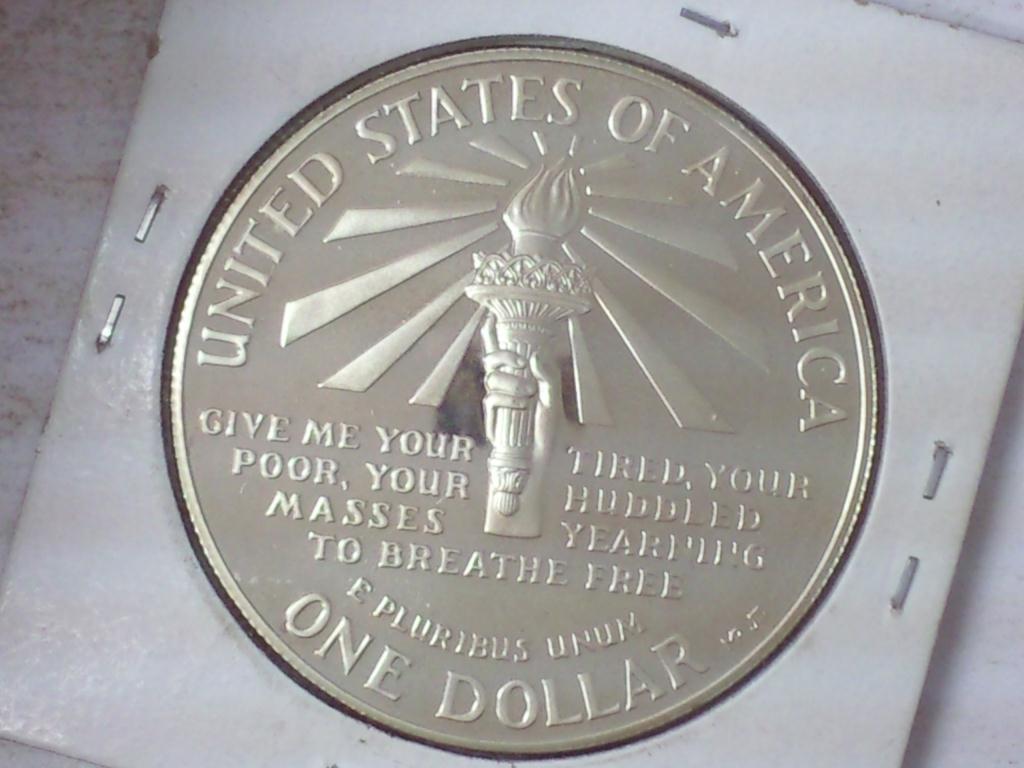 UNITED STATES OF AMERICA
GIVE ME YOUR TIRED, YOUR
POOR, YOUR HUDDLED
MASSES YEARNING
TO BREATHE FREE
E PLURIBUS UNUM
ONE DOLLAR